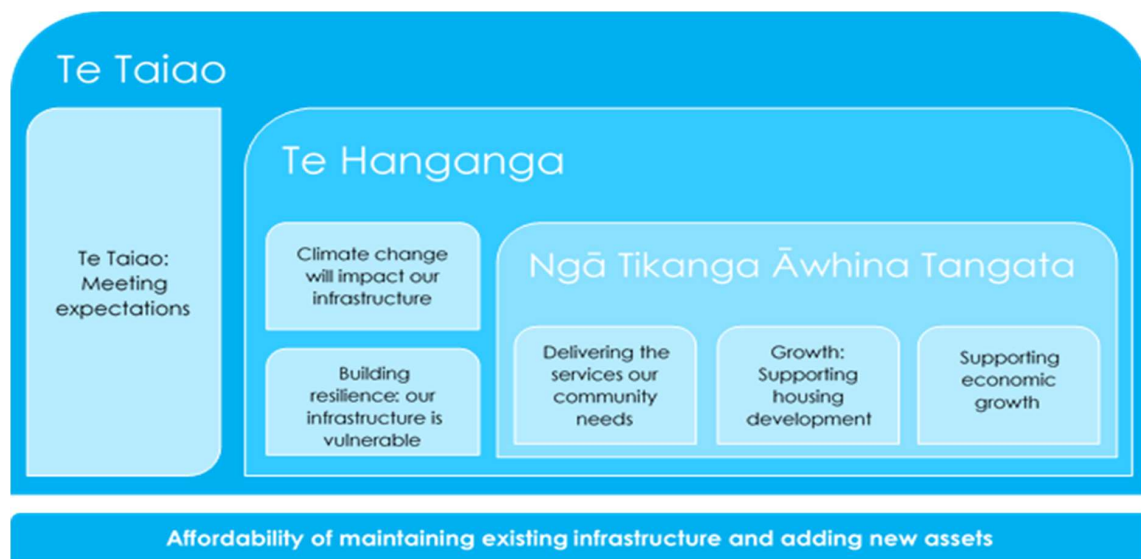 Te Taiao
Te Taiao:
Meeting
expectations
Te Hanganga
Climate change
will impact our
infrastructure
Building
resilience: our
infrastructure is
vulnerable
Ngā Tikanga Āwhina Tangata
Delivering the
services our
community
needs
Growth:
Supporting
housing
development
Supporting
economic
growth
Affordability of maintaining existing infrastructure and adding new assets